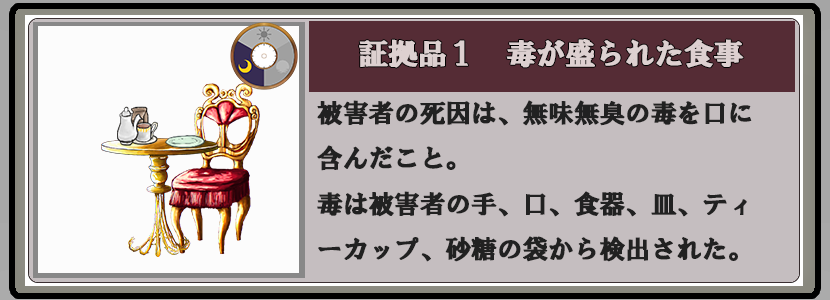 証拠品１　毒が盛られた食事
被害者の死因は、無味無臭の毒を口に
含んだこと。
毒は被害者の手、口、食器、皿、ティ
ーカップ、砂糖の袋から検出された。